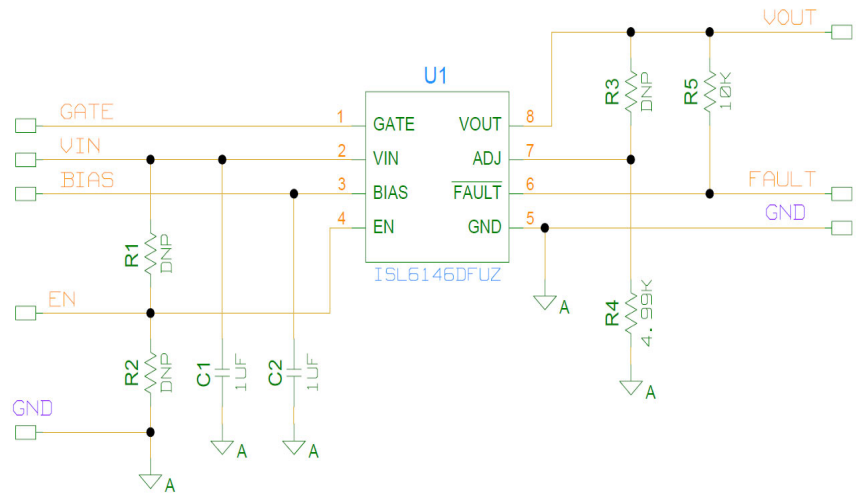 VOUT
U1
R3
DNP
R5
10K
GATE
1
GATE
VOUT
8
VIN
2
VIN
ADJ
7
BIAS
3
BIAS
FAULT
6
FAULT
4
EN
GND
5
GND
ISL6146DFUZ
R1
DNP
EN
A
R4
4.99K
R2
DNP
C1
1UF
C2
1UF
GND
A
A
A
A